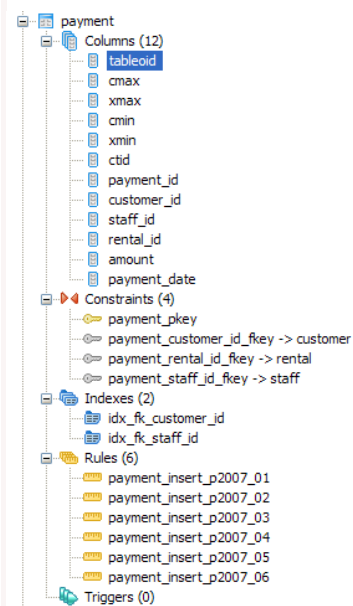 payment
Columns (12)
tableoid
cmax
xmax
cmin
xmin
ctid
payment_id
customer_id
staff_id
rental_id
amount
payment_date
Constraints (4)
payment_pkey
payment_customer_id_fkey -> customer
payment_rental_id_fkey -> rental
payment_staff_id_fkey -> staff
Indexes (2)
idx_fk_customer_id
idx_fk_staff_id
Rules (6)
payment_insert_p2007_01
payment_insert_p2007_02
payment_insert_p2007_03
payment_insert_p2007_04
payment_insert_p2007_05
payment_insert_p2007_06
Triggers (0)